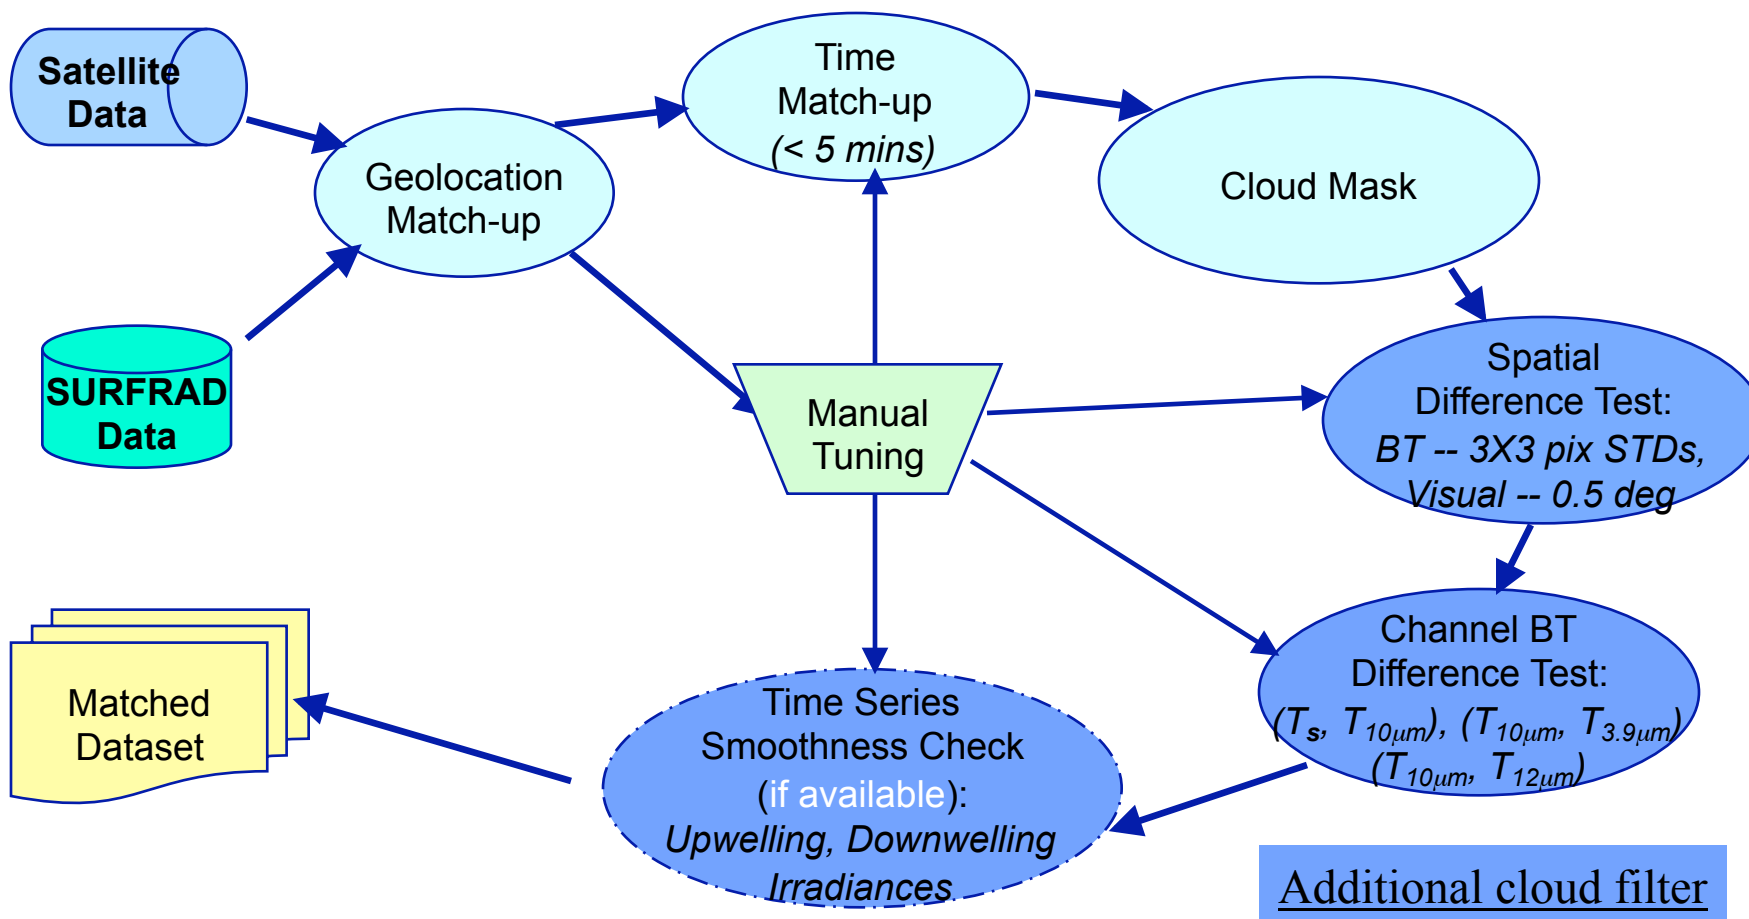 Satellite
Data
Time
Match-up
(< 5 mins)
Geolocation
Match-up
Cloud Mask
SURFRAD
Data
Manual
Tuning
Spatial
Difference Test:
BT -- 3X3 pix STDs,
Visual -- 0.5 deg
Channel BT
Difference Test:
(Ts, T10μm), (T10μm, T3.9μm)
(T10μm, T12μm)
Time Series
Smoothness Check
(if available):
Upwelling, Downwelling
Irradiances
Matched
Dataset
Additional cloud filter